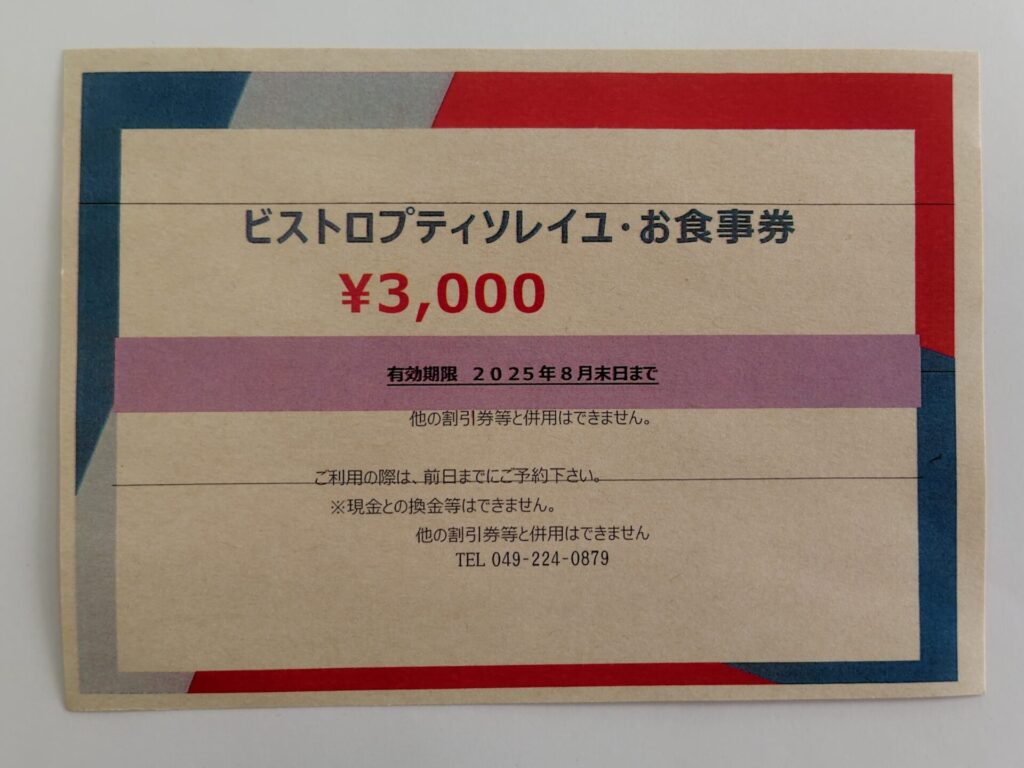 ビストロプティソレイユ・お食事券
¥3,000
有効期限　２０２５年８月末日まで
他の割引券等と併用はできません。
ご利用の際は、前日までにご予約下さい。
※現金との換金等はできません。
他の割引券等と併用はできません
TEL 049-224-0879